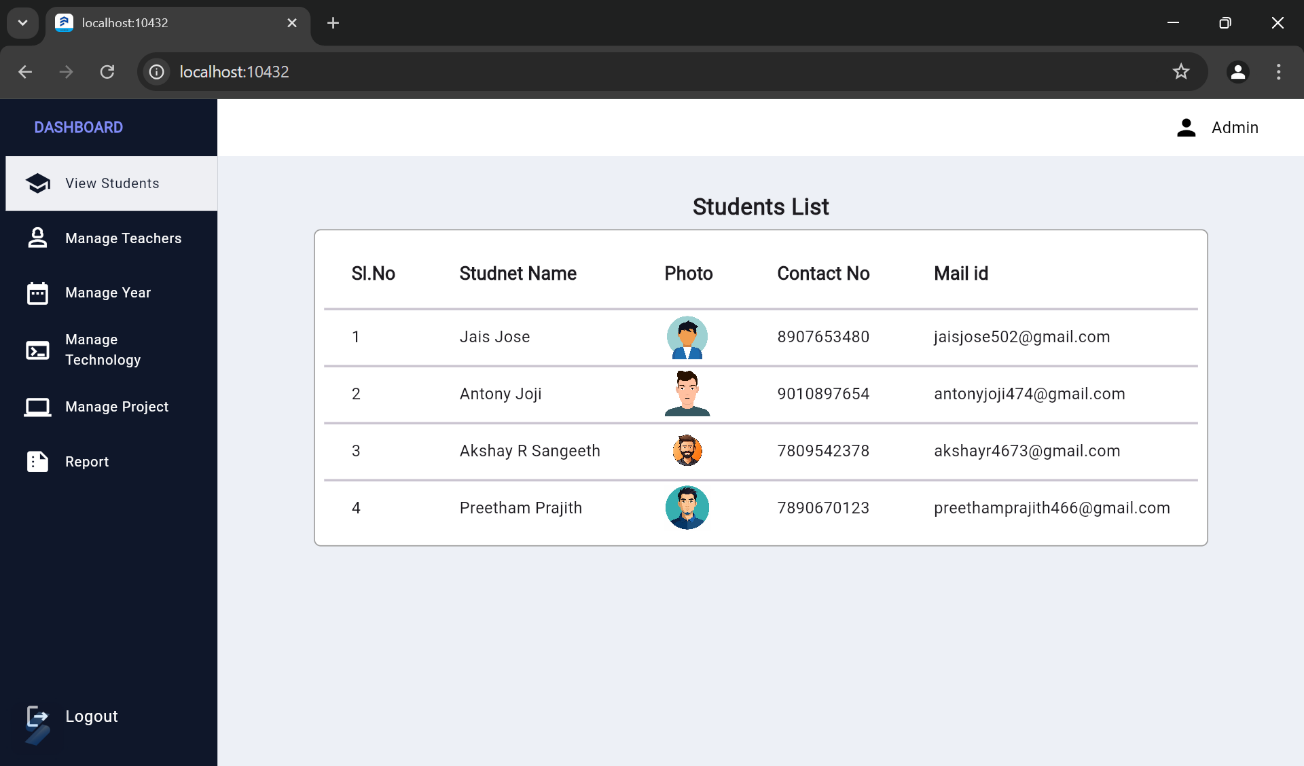 localhost:10432
localhost:10432
DASHBOARD
Admin
View Students
Manage Teachers
Manage Year
Manage
Technology
Manage Project
Report
Logout
Students List
Sl.No Studnet Name Photo Contact No Mail id
1 Jais Jose 8907653480 jaisjose502@gmail.com
2 Antony Joji 9010897654 antonyjoji474@gmail.com
3 Akshay R Sangeeth 7809542378 akshayr4673@gmail.com
4 Preetham Prajith 7890670123 preethamprajith466@gmail.com